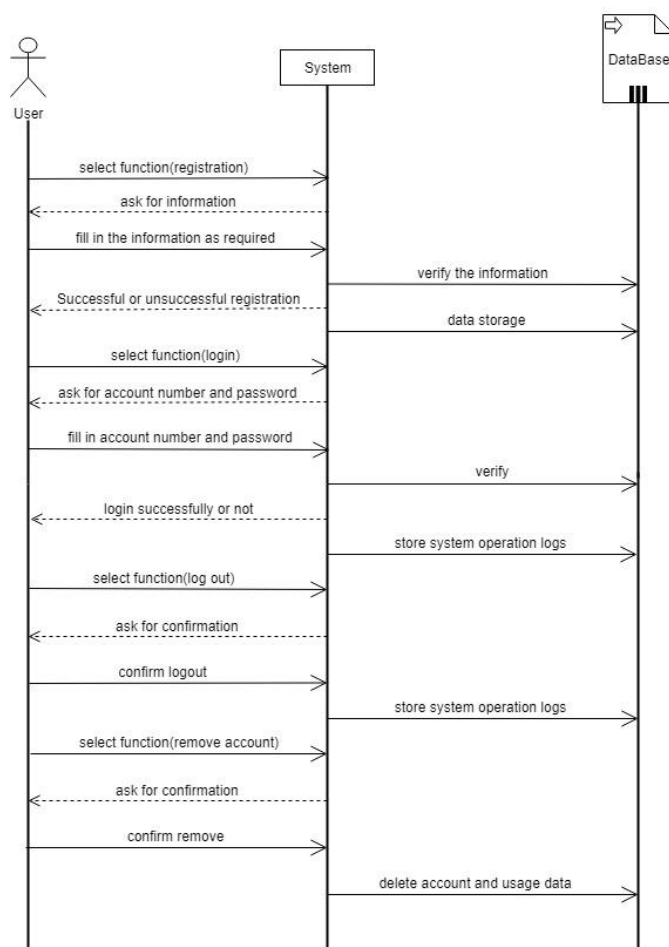 DataBase
System
User
select function(registration)
ask for information
fill in the information as required
verify the information
Successful or unsuccessful registration
data storage
select function(login)
ask for account number and password
fill in account number and password
verify
login successfully or not
store system operation logs
select function(log out)
ask for confirmation
confirm logout
store system operation logs
select function(remove account)
ask for confirmation
confirm remove
delete account and usage data